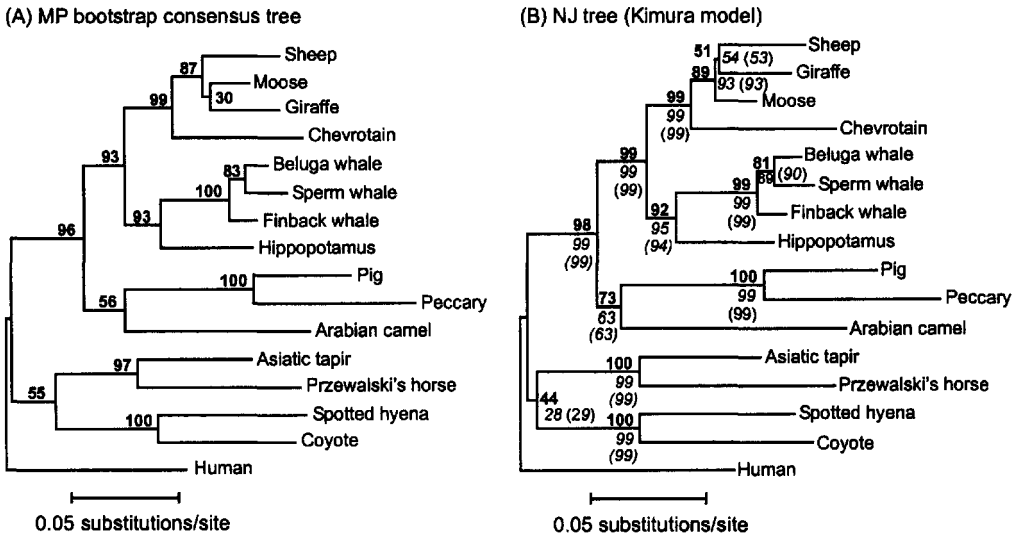 (A) MP bootstrap consensus tree
Sheep
87
Moose
30
Giraffe
99
Chevrotain
93
Beluga whale
83
100
Sperm whale
Finback whale
93
Hippopotamus
96
Pig
100
Peccary
56
Arabian camel
Asiatic tapir
97
Przewalski's horse
55
Spotted hyena
100
Coyote
Human
0.05 substitutions/site
(B) NJ tree (Kimura model)
Sheep
51
54 (53)
Giraffe
89
93 (93)
Moose
99
99
(99)
Chevrotain
99
99
(99)
Beluga whale
81
89 (90)
Sperm whale
99
99
(99)
Finback whale
92
95
(94)
Hippopotamus
98
99
(99)
Pig
100
99
(99)
Peccary
73
63
(63)
Arabian camel
Asiatic tapir
100
99
(99)
Przewalski's horse
44
28 (29)
Spotted hyena
100
99
(99)
Coyote
Human
0.05 substitutions/site